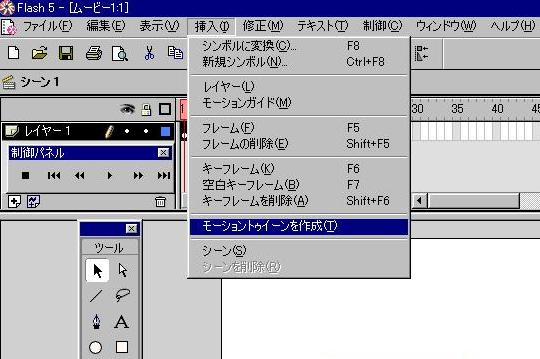 Flash 5 - [ムービー1:1]
ファイル(F) 編集(E) 表示(V) 挿入(I) 修正(M) テキスト(T) 制御(C) ウィンドウ(W) ヘルプ(H)
シンボルに変換(C)... F8
新規シンボル(N)... Ctrl+F8
シーン 1
レイヤー(L)
モーションガイド(M)
30 35 40 45
レイヤー 1
フレーム(F) F5
フレームの削除(E) Shift+F5
制御パネル
キーフレーム(K) F6
空白キーフレーム(B) F7
キーフレームを削除(A) Shift+F6
モーショントゥイーンを作成(T)
ツール
シーン(S)
シーンを削除(R)
A